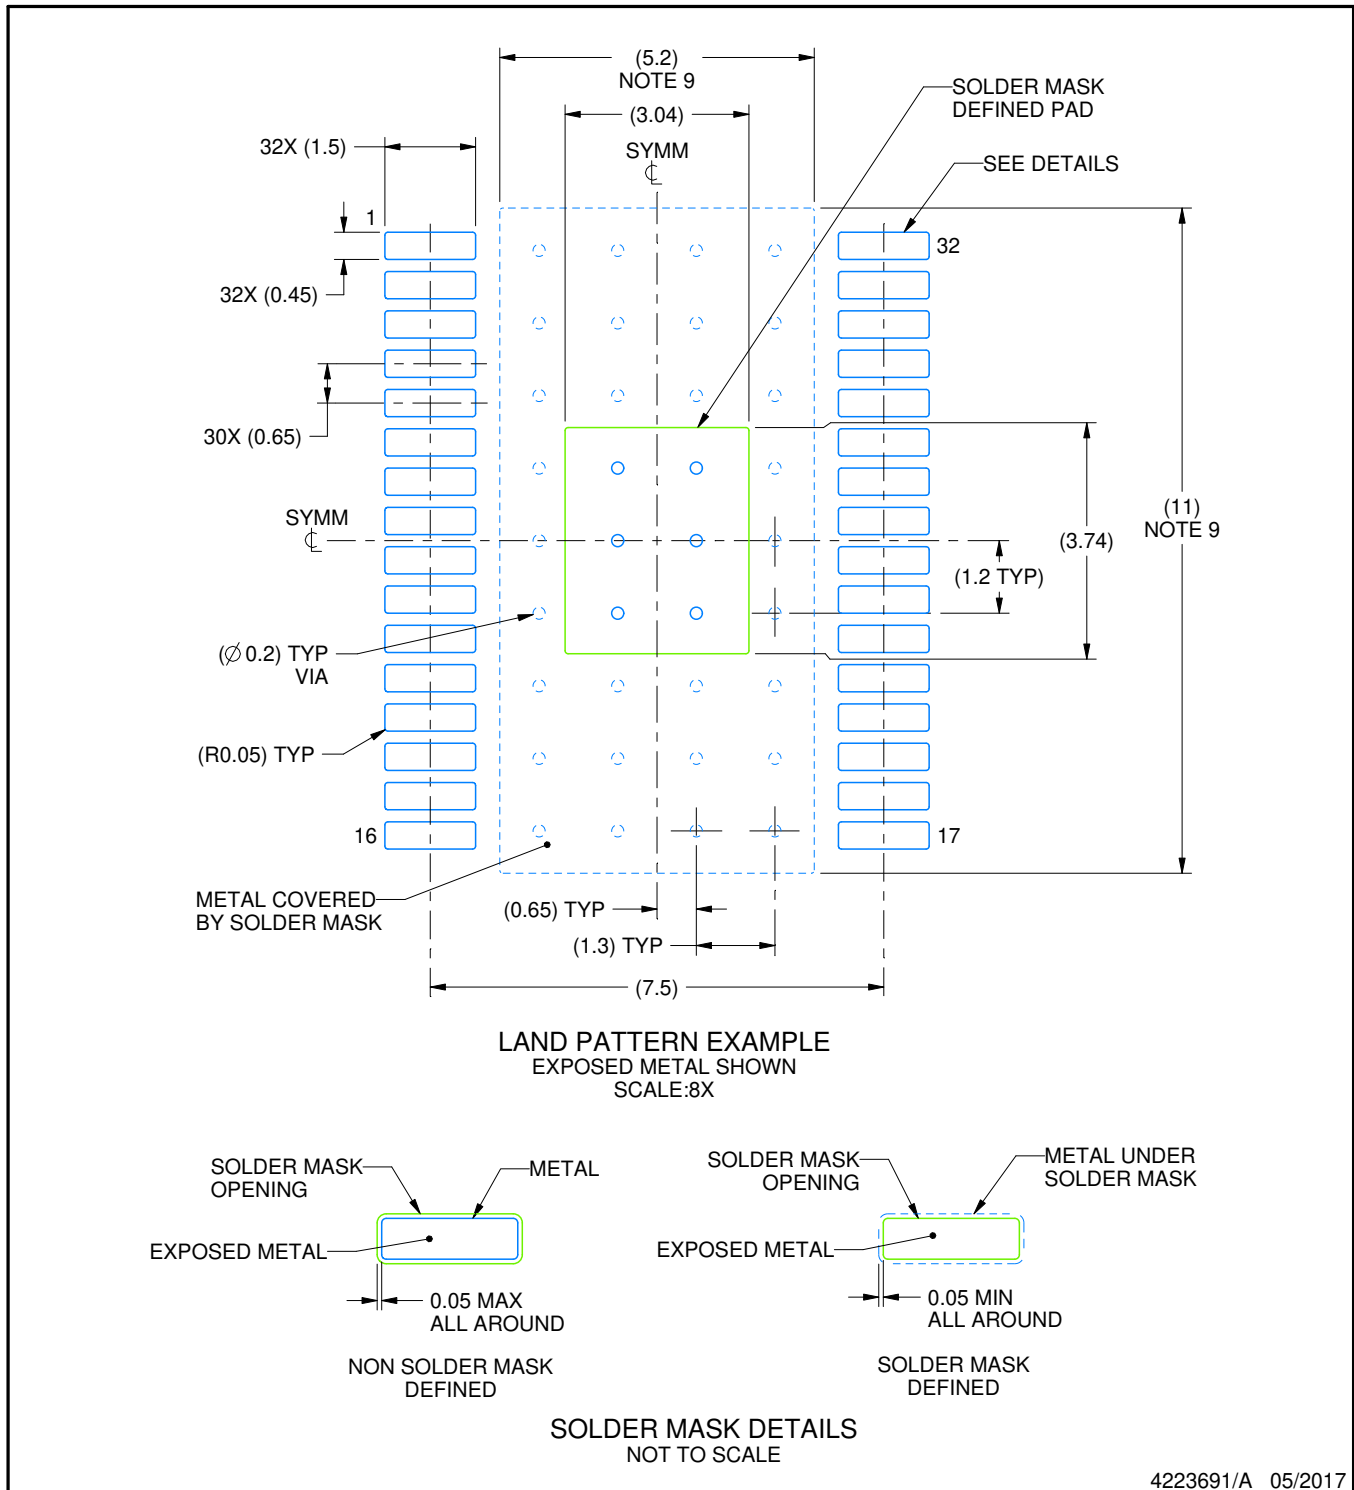 (5.2)
NOTE 9
(3.04)
SYMM
SOLDER MASK
DEFINED PAD
32X (1.5)
SEE DETAILS
1
32
32X (0.45)
30X (0.65)
SYMM
(11)
NOTE 9
(3.74)
(1.2 TYP)
(Ø 0.2) TYP
VIA
(R0.05) TYP
16
17
METAL COVERED
BY SOLDER MASK
(0.65) TYP
(1.3) TYP
(7.5)
LAND PATTERN EXAMPLE
EXPOSED METAL SHOWN
SCALE:8X
SOLDER MASK
OPENING
METAL
EXPOSED METAL
0.05 MAX
ALL AROUND
NON SOLDER MASK
DEFINED
SOLDER MASK
OPENING
METAL UNDER
SOLDER MASK
EXPOSED METAL
0.05 MIN
ALL AROUND
SOLDER MASK
DEFINED
SOLDER MASK DETAILS
NOT TO SCALE
4223691/A 05/2017